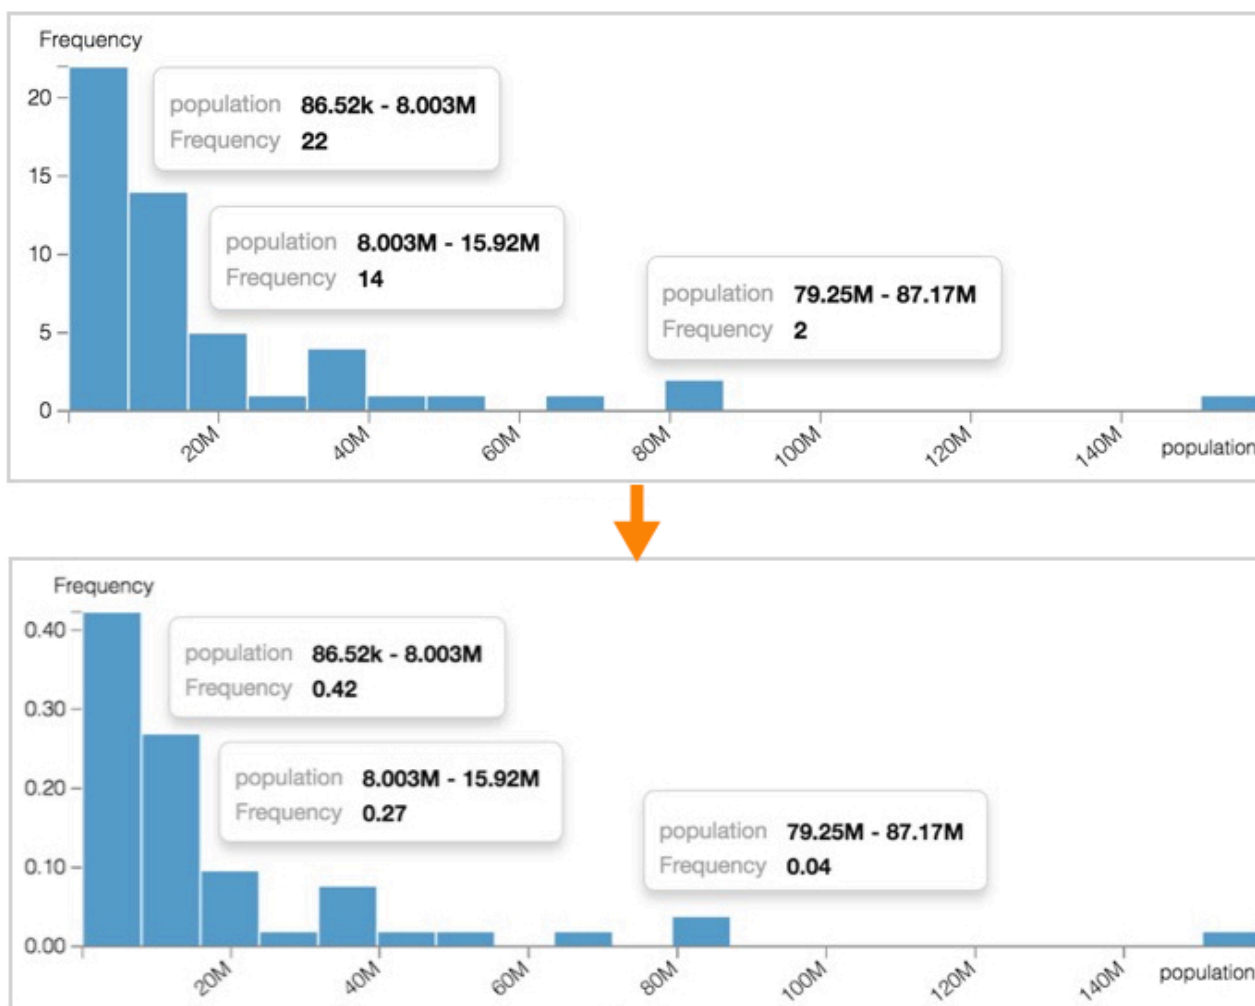 Frequency
20
15
10
5
0
population 86.52k - 8.003M
Frequency 22
population 8.003M - 15.92M
Frequency 14
population 79.25M - 87.17M
Frequency 2
20M 40M 60M 80M 100M 120M 140M population
Frequency
0.40
0.30
0.20
0.10
0.00
population 86.52k - 8.003M
Frequency 0.42
population 8.003M - 15.92M
Frequency 0.27
population 79.25M - 87.17M
Frequency 0.04
20M 40M 60M 80M 100M 120M 140M population